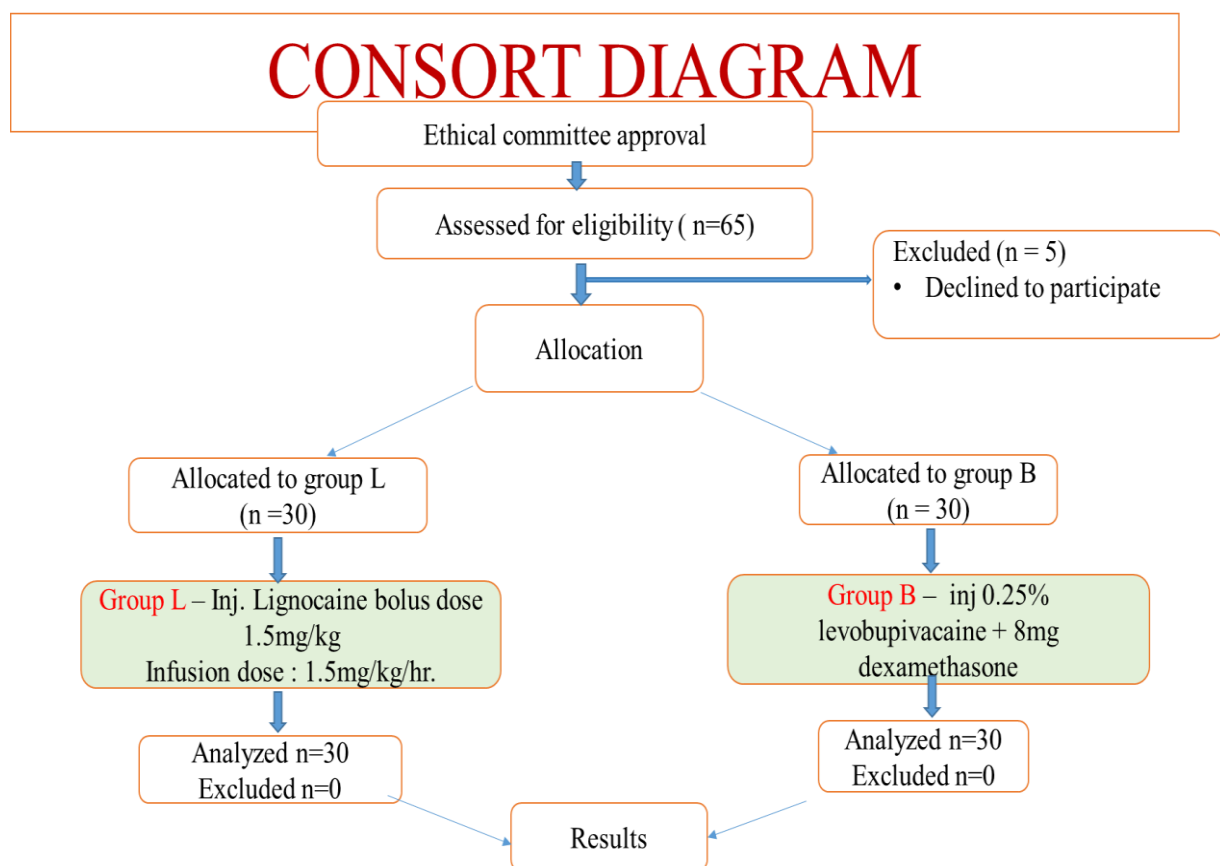 CONSORT DIAGRAM
Ethical committee approval
Assessed for eligibility ( n=65)
Excluded (n = 5)
• Declined to participate
Allocation
Allocated to group L
(n =30)
Allocated to group B
(n = 30)
Group L – Inj. Lignocaine bolus dose
1.5mg/kg
Infusion dose : 1.5mg/kg/hr.
Group B – inj 0.25%
levobupivacaine + 8mg
dexamethasone
Analyzed n=30
Excluded n=0
Analyzed n=30
Excluded n=0
Results